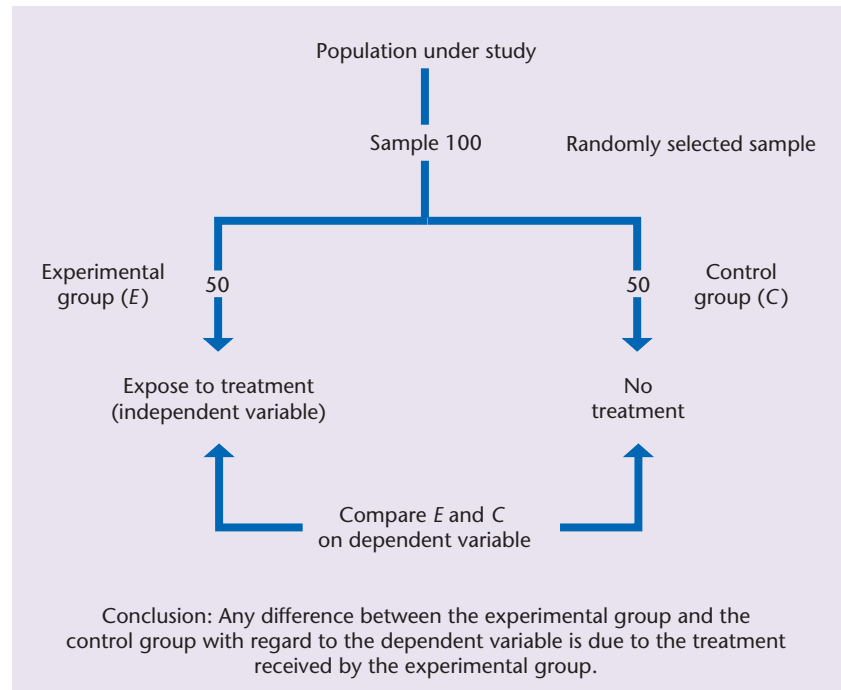 Population under study
Sample 100
Randomly selected sample
Experimental
group (E)
50
50
Control
group (C)
Expose to treatment
(independent variable)
No
treatment
Compare E and C
on dependent variable
Conclusion: Any difference between the experimental group and the
control group with regard to the dependent variable is due to the treatment
received by the experimental group.